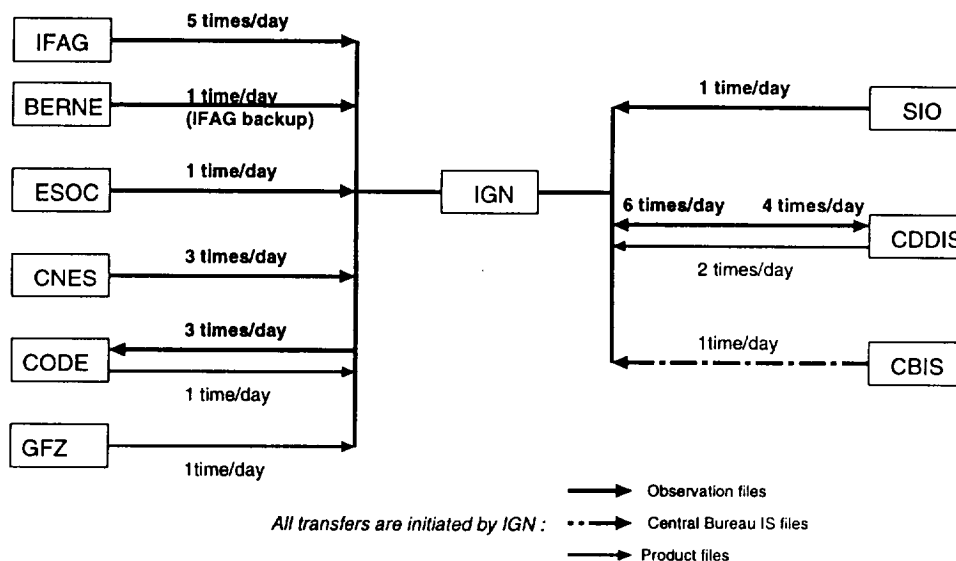 5 times/day
IFAG
1 time/day
(IFAG backup)
BERNE
1 time/day
ESOC
3 times/day
CNES
3 times/day
CODE
1 time/day
GFZ
1time/day
IGN
1 time/day
SIO
6 times/day 4 times/day
CDDIS
2 times/day
1time/day
CBIS
All transfers are initiated by IGN :
Observation files
Central Bureau IS files
Product files